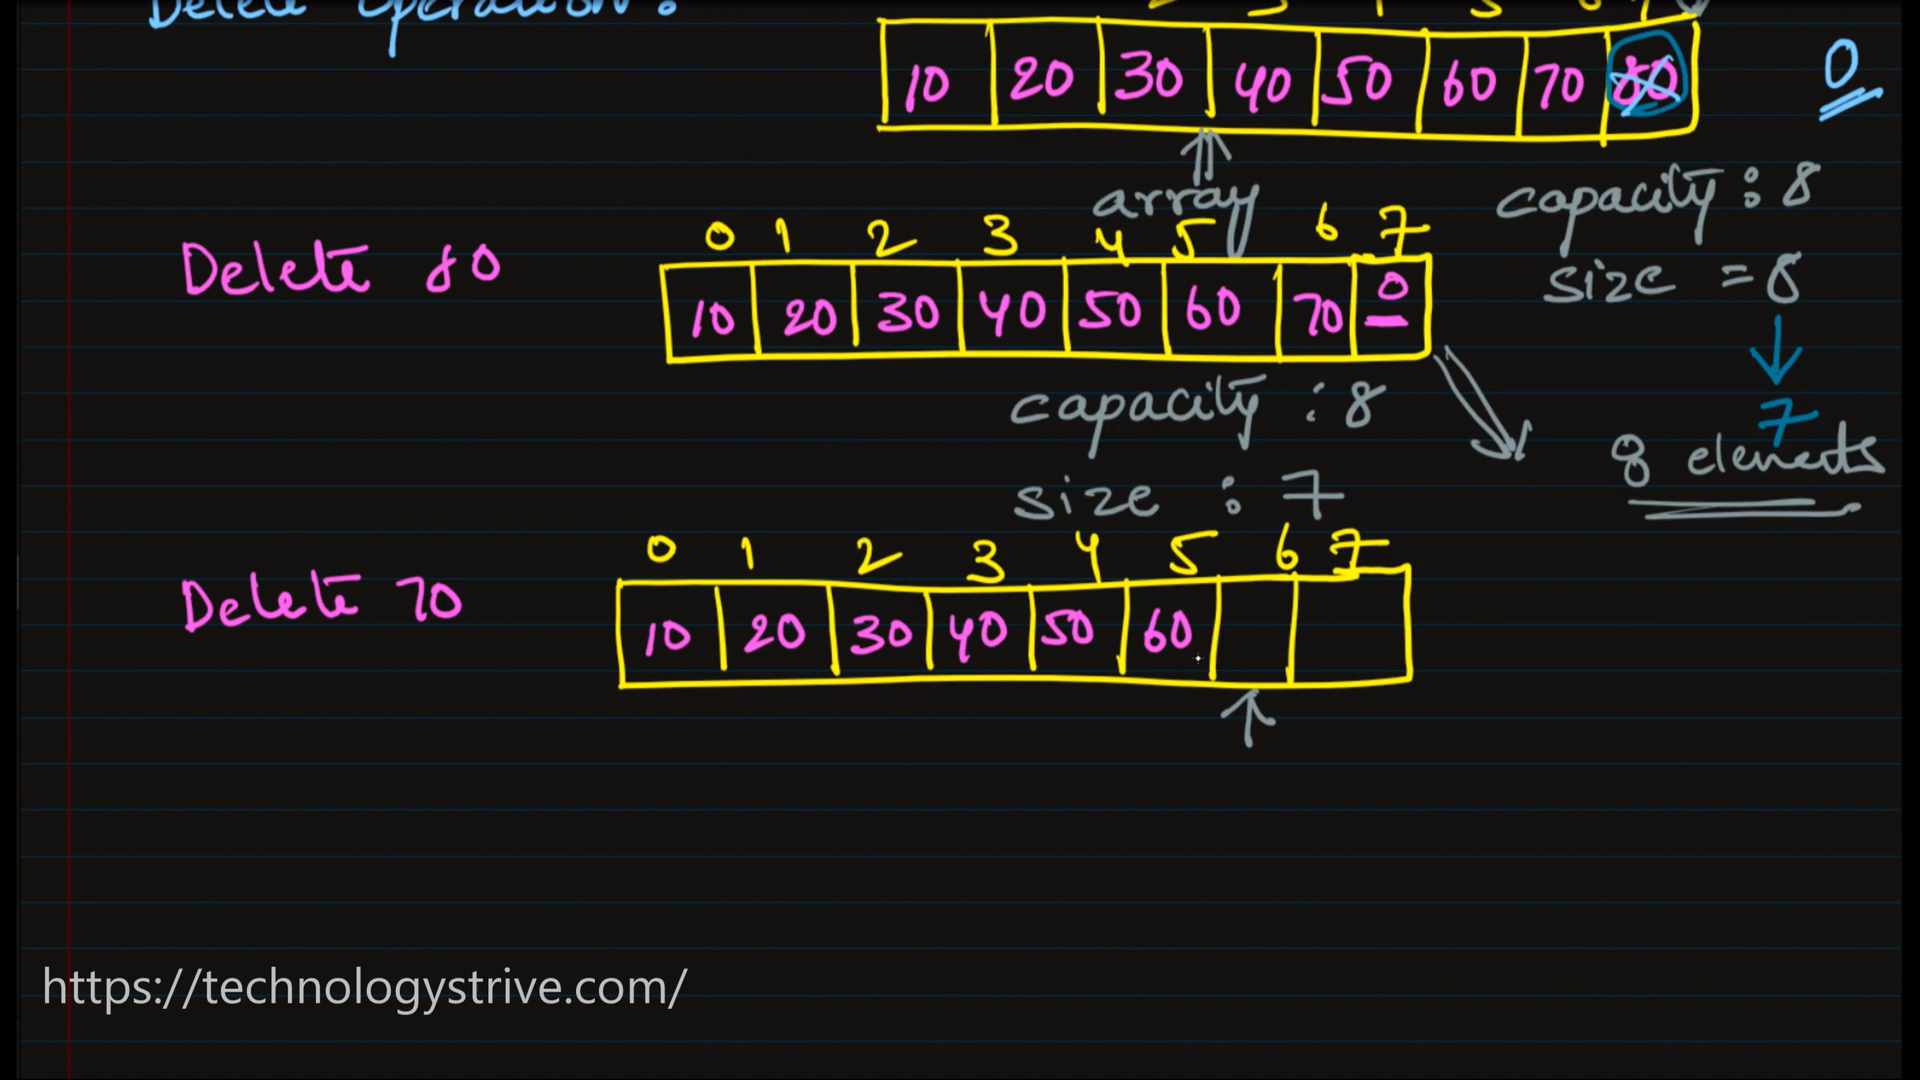 Delete operation:
10 20 30 40 50 60 70 80 0
array
capacity : 8
size = 8
7
8 elements
Delete 80
0 1 2 3 4 5 6 7
10 20 30 40 50 60 70 0
capacity : 8
size : 7
Delete 70
0 1 2 3 4 5 6 7
10 20 30 40 50 60
https://technologystrive.com/